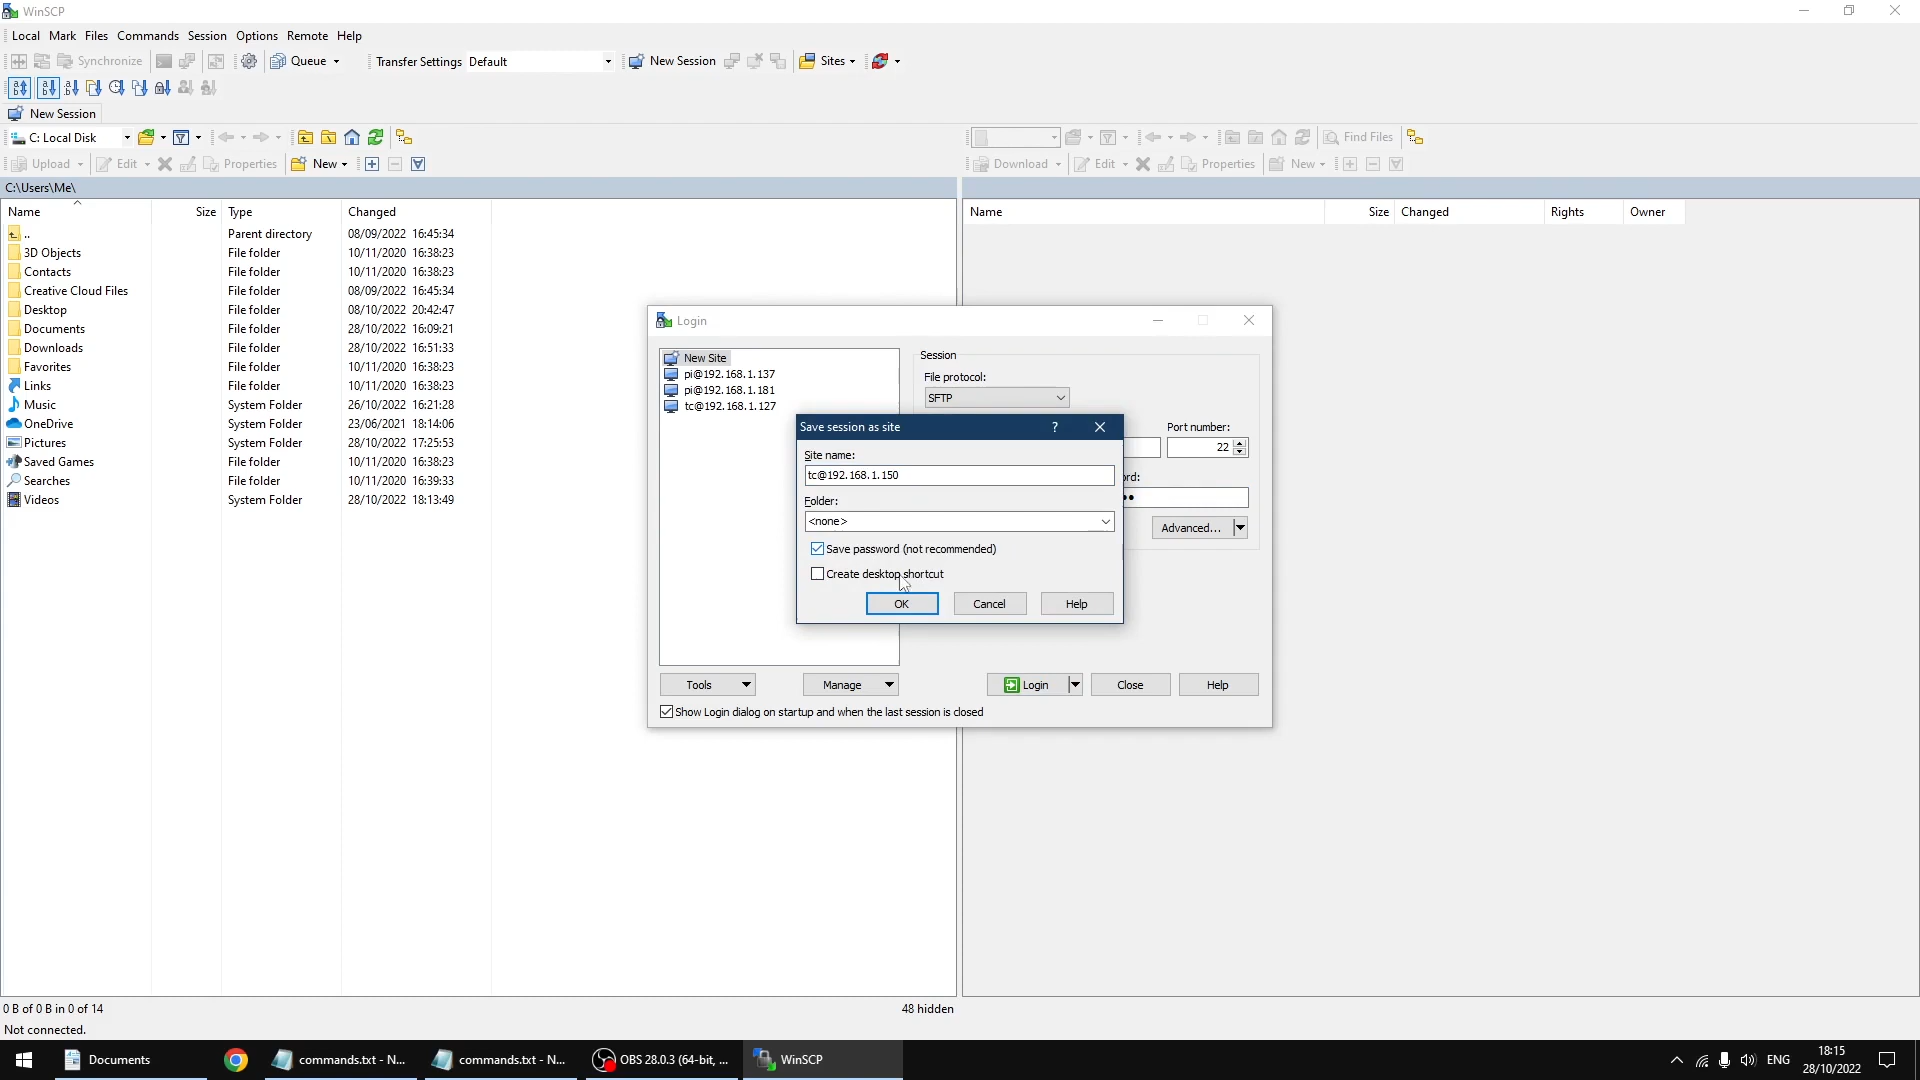 WinSCP
Local Mark Files Commands Session Options Remote Help
Synchronize Queue Transfer Settings Default New Session Sites
New Session
C: Local Disk Find Files
Upload Edit Properties New Download Edit Properties New
C:\Users\Me\
Name Size Type Changed Name Size Changed Rights Owner
.. Parent directory 08/09/2022 16:45:34
3D Objects File folder 10/11/2020 16:38:23
Contacts File folder 10/11/2020 16:38:23
Creative Cloud Files File folder 08/09/2022 16:45:34
Desktop File folder 08/10/2022 20:42:47
Documents File folder 28/10/2022 16:09:21
Downloads File folder 28/10/2022 16:51:33
Favorites File folder 10/11/2020 16:38:23
Links File folder 10/11/2020 16:38:23
Music System Folder 26/10/2022 16:21:28
OneDrive System Folder 23/06/2021 18:14:06
Pictures System Folder 28/10/2022 17:25:53
Saved Games File folder 10/11/2020 16:38:23
Searches File folder 10/11/2020 16:39:33
Videos System Folder 28/10/2022 18:13:49
Login
New Site
pi@192.168.1.137
pi@192.168.1.181
tc@192.168.1.127
Session
File protocol:
SFTP
Port number:
22
ord:
••
Advanced...
Save session as site ?
Site name:
tc@192.168.1.150
Folder:
<none>
Save password (not recommended)
Create desktop shortcut
OK Cancel Help
Tools Manage Login Close Help
Show Login dialog on startup and when the last session is closed
0 B of 0 B in 0 of 14 48 hidden
Not connected.
Documents commands.txt - N... commands.txt - N... OBS 28.0.3 (64-bit, ... WinSCP ENG 18:15
28/10/2022